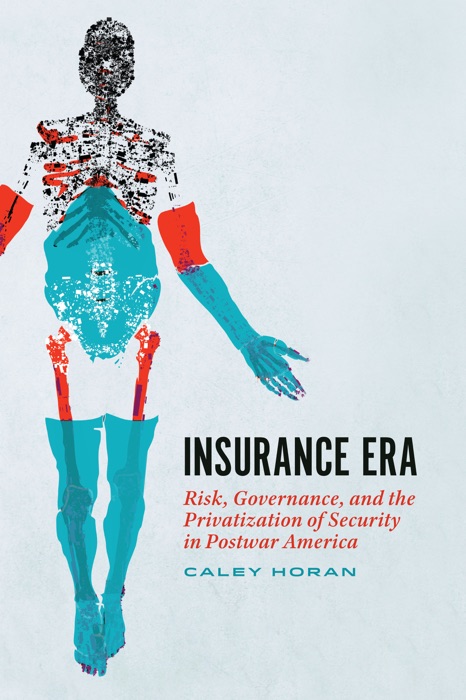 INSURANCE ERA
Risk, Governance, and the
Privatization of Security
in Postwar America
CALEY HORAN